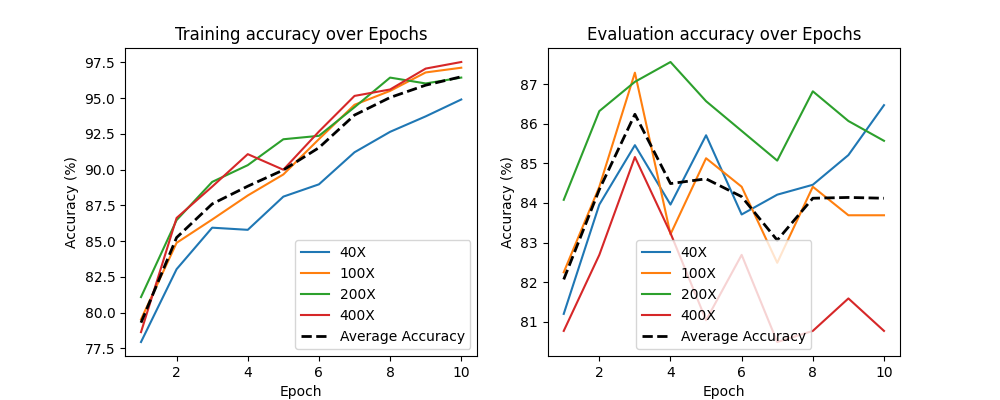 Training accuracy over Epochs
Accuracy (%)
97.5
95.0
92.5
90.0
87.5
85.0
82.5
80.0
77.5
40X
100X
200X
400X
Average Accuracy
2
4
6
8
10
Epoch
Evaluation accuracy over Epochs
Accuracy (%)
87
86
85
84
83
82
81
40X
100X
200X
400X
Average Accuracy
2
4
6
8
10
Epoch